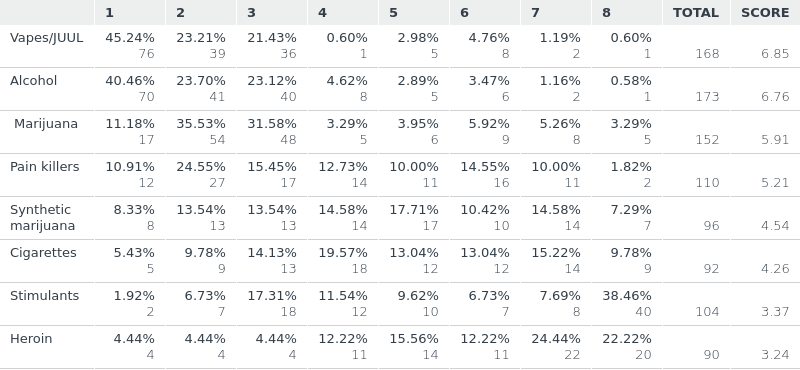 1 2 3 4 5 6 7 8 TOTAL SCORE
Vapes/JUUL 45.24% 23.21% 21.43% 0.60% 2.98% 4.76% 1.19% 0.60%
76 39 36 1 5 8 2 1 168 6.85
Alcohol 40.46% 23.70% 23.12% 4.62% 2.89% 3.47% 1.16% 0.58%
70 41 40 8 5 6 2 1 173 6.76
Marijuana 11.18% 35.53% 31.58% 3.29% 3.95% 5.92% 5.26% 3.29%
17 54 48 5 6 9 8 5 152 5.91
Pain killers 10.91% 24.55% 15.45% 12.73% 10.00% 14.55% 10.00% 1.82%
12 27 17 14 11 16 11 2 110 5.21
Synthetic 8.33% 13.54% 13.54% 14.58% 17.71% 10.42% 14.58% 7.29%
marijuana 8 13 13 14 17 10 14 7 96 4.54
Cigarettes 5.43% 9.78% 14.13% 19.57% 13.04% 13.04% 15.22% 9.78%
5 9 13 18 12 12 14 9 92 4.26
Stimulants 1.92% 6.73% 17.31% 11.54% 9.62% 6.73% 7.69% 38.46%
2 7 18 12 10 7 8 40 104 3.37
Heroin 4.44% 4.44% 4.44% 12.22% 15.56% 12.22% 24.44% 22.22%
4 4 4 11 14 11 22 20 90 3.24